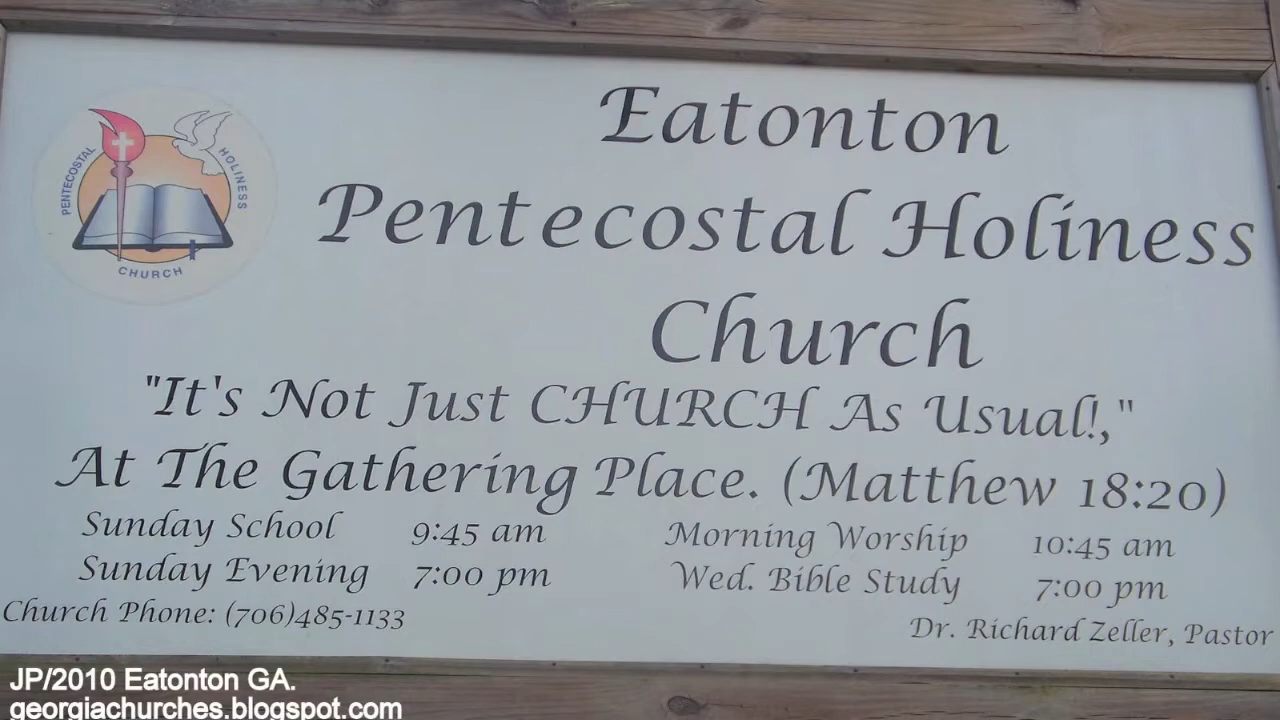 PENTECOSTAL HOLINESS
CHURCH
Eatonton
Pentecostal Holiness
Church
"It's Not Just CHURCH As Usual!,"
At The Gathering Place. (Matthew 18:20)
Sunday School 9:45 am Morning Worship 10:45 am
Sunday Evening 7:00 pm Wed. Bible Study 7:00 pm
Church Phone: (706)485-1133
Dr. Richard Zeller, Pastor
JP/2010 Eatonton GA.
georgiachurches.blogspot.com